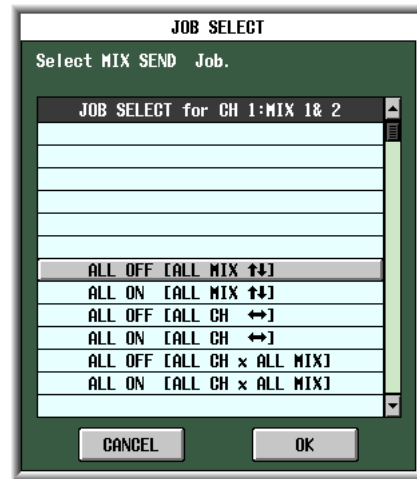 JOB SELECT
Select MIX SEND Job.
JOB SELECT for CH 1:MIX 1& 2
ALL OFF [ALL MIX ↑↓]
ALL ON [ALL MIX ↑↓]
ALL OFF [ALL CH ↔]
ALL ON [ALL CH ↔]
ALL OFF [ALL CH x ALL MIX]
ALL ON [ALL CH x ALL MIX]
CANCEL OK